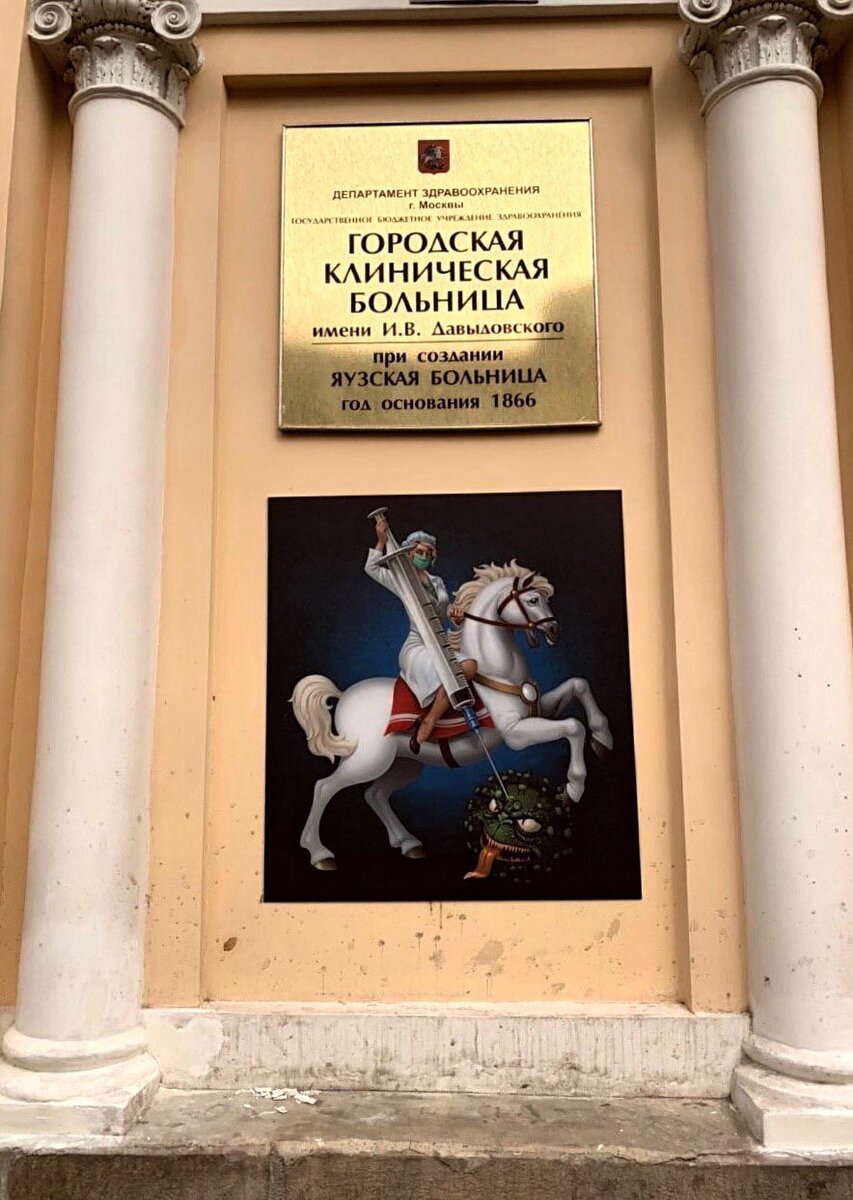 ДЕПАРТАМЕНТ ЗДРАВООХРАНЕНИЯ
г. Москвы
ГОСУДАРСТВЕННОЕ БЮДЖЕТНОЕ УЧРЕЖДЕНИЕ ЗДРАВООХРАНЕНИЯ
ГОРОДСКАЯ
КЛИНИЧЕСКАЯ
БОЛЬНИЦА
имени И.В. Давыдовского
при создании
ЯУЗСКАЯ БОЛЬНИЦА
год основания 1866